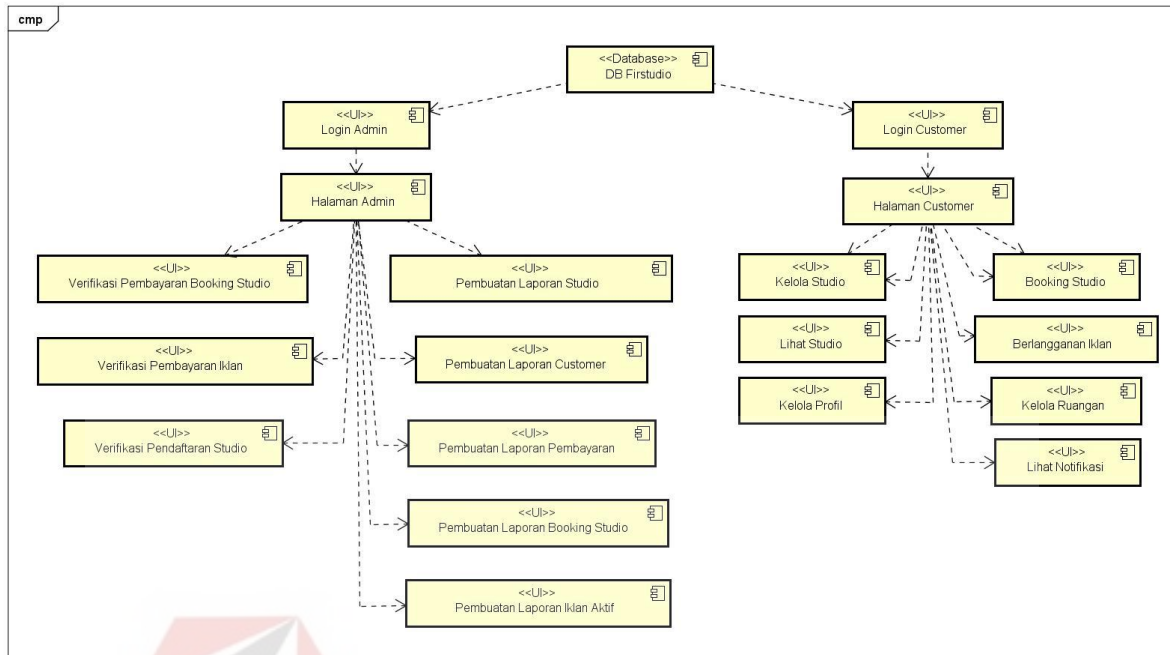 cmp
<<Database>>
DB Firstudio
<<UI>>
Login Admin
<<UI>>
Login Customer
<<UI>>
Halaman Admin
<<UI>>
Halaman Customer
<<UI>>
Verifikasi Pembayaran Booking Studio
<<UI>>
Pembuatan Laporan Studio
<<UI>>
Kelola Studio
<<UI>>
Booking Studio
<<UI>>
Verifikasi Pembayaran Iklan
<<UI>>
Pembuatan Laporan Customer
<<UI>>
Lihat Studio
<<UI>>
Berlangganan Iklan
<<UI>>
Kelola Profil
<<UI>>
Kelola Ruangan
<<UI>>
Verifikasi Pendaftaran Studio
<<UI>>
Pembuatan Laporan Pembayaran
<<UI>>
Lihat Notifikasi
<<UI>>
Pembuatan Laporan Booking Studio
<<UI>>
Pembuatan Laporan Iklan Aktif